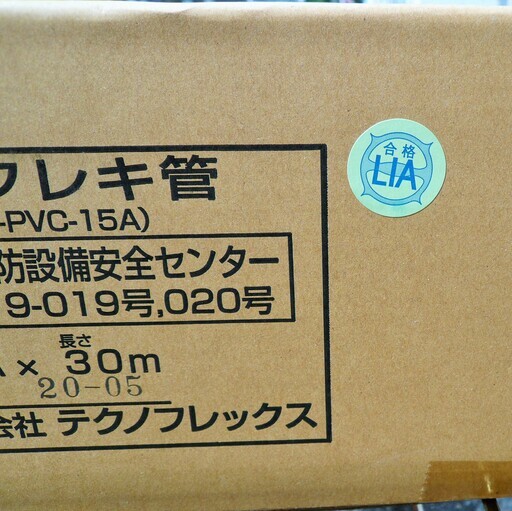 フレキ管
-PVC-15A)
防設備安全センター
9-019号,020号
長さ
× 30m
20-05
会社 テクノフレックス
合格
LIA